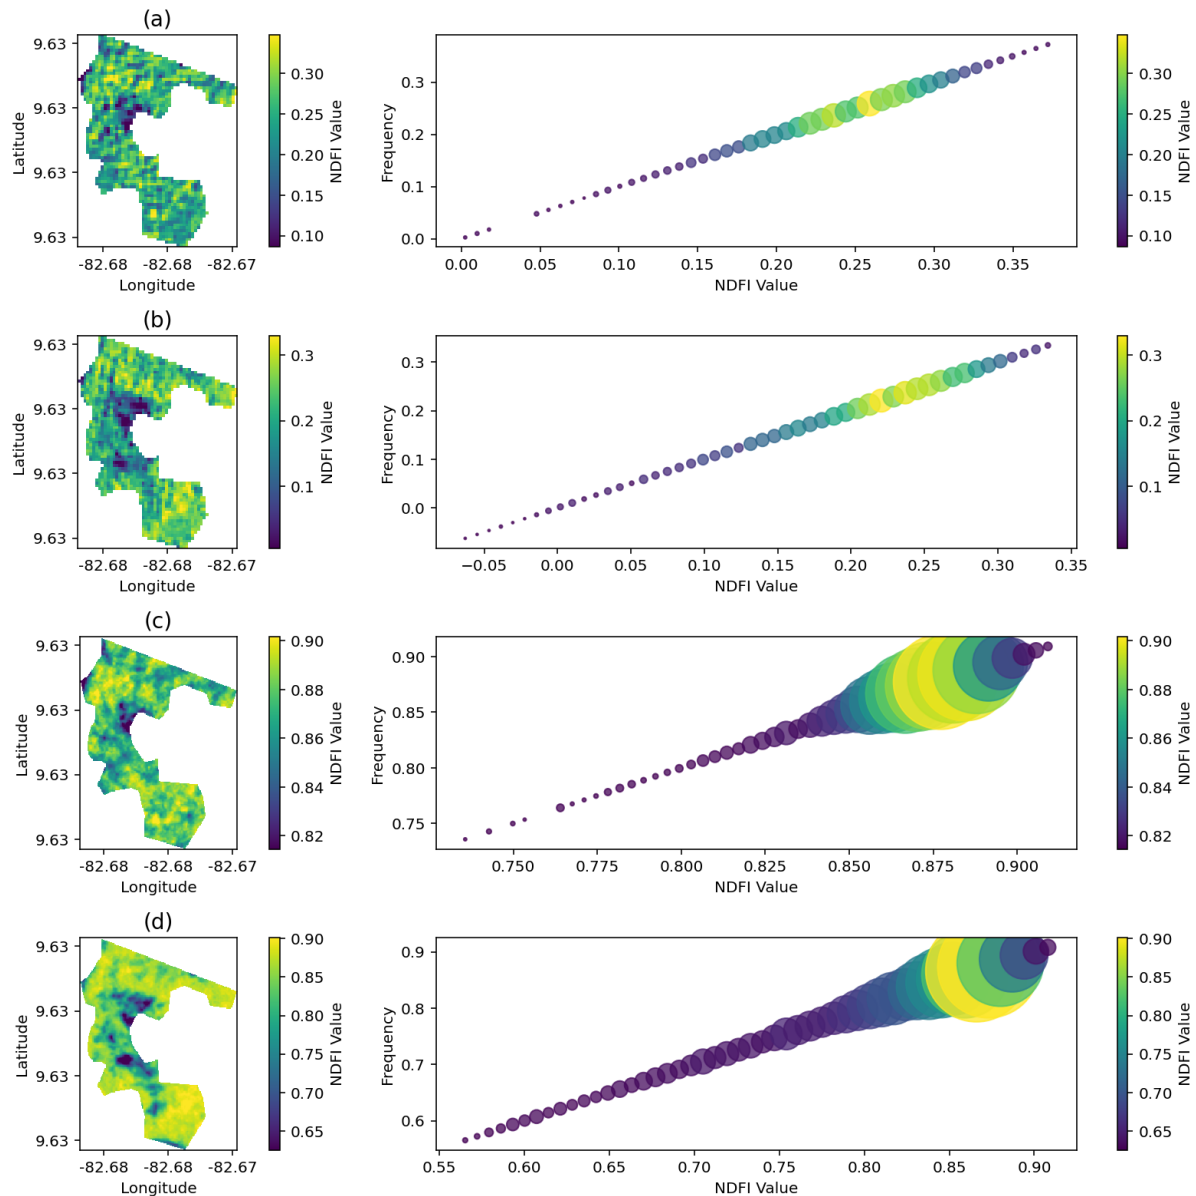 (a)
9.63
9.63
9.63
9.63
Latitude
-82.68 -82.68 -82.67
Longitude
0.30
0.25
0.20
0.15
0.10
NDFI Value
0.3
0.2
0.1
0.0
Frequency
0.00 0.05 0.10 0.15 0.20 0.25 0.30 0.35
NDFI Value
0.30
0.25
0.20
0.15
0.10
NDFI Value
(b)
9.63
9.63
9.63
9.63
Latitude
-82.68 -82.68 -82.67
Longitude
0.3
0.2
0.1
NDFI Value
0.3
0.2
0.1
0.0
Frequency
−0.05 0.00 0.05 0.10 0.15 0.20 0.25 0.30 0.35
NDFI Value
0.3
0.2
0.1
NDFI Value
(c)
9.63
9.63
9.63
9.63
Latitude
-82.68 -82.68 -82.67
Longitude
0.90
0.88
0.86
0.84
0.82
NDFI Value
0.90
0.85
0.80
0.75
Frequency
0.750 0.775 0.800 0.825 0.850 0.875 0.900
NDFI Value
0.90
0.88
0.86
0.84
0.82
NDFI Value
(d)
9.63
9.63
9.63
9.63
Latitude
-82.68 -82.68 -82.67
Longitude
0.90
0.85
0.80
0.75
0.70
0.65
NDFI Value
0.9
0.8
0.7
0.6
Frequency
0.55 0.60 0.65 0.70 0.75 0.80 0.85 0.90
NDFI Value
0.90
0.85
0.80
0.75
0.70
0.65
NDFI Value